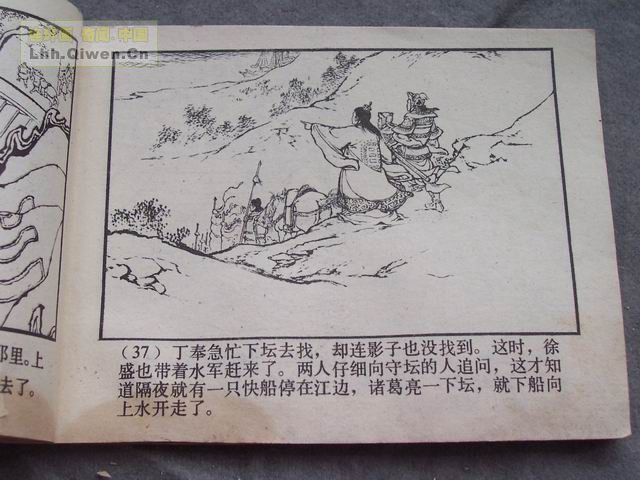 连环画·奇闻·中国
Lhh.Qiwen.Cn
那里。上
去了。
（37）丁奉急忙下坛去找，却连影子也没找到。这时，徐
盛也带着水军赶来了。两人仔细向守坛的人追问，这才知
道隔夜就有一只快船停在江边，诸葛亮一下坛，就下船向
上水开走了。